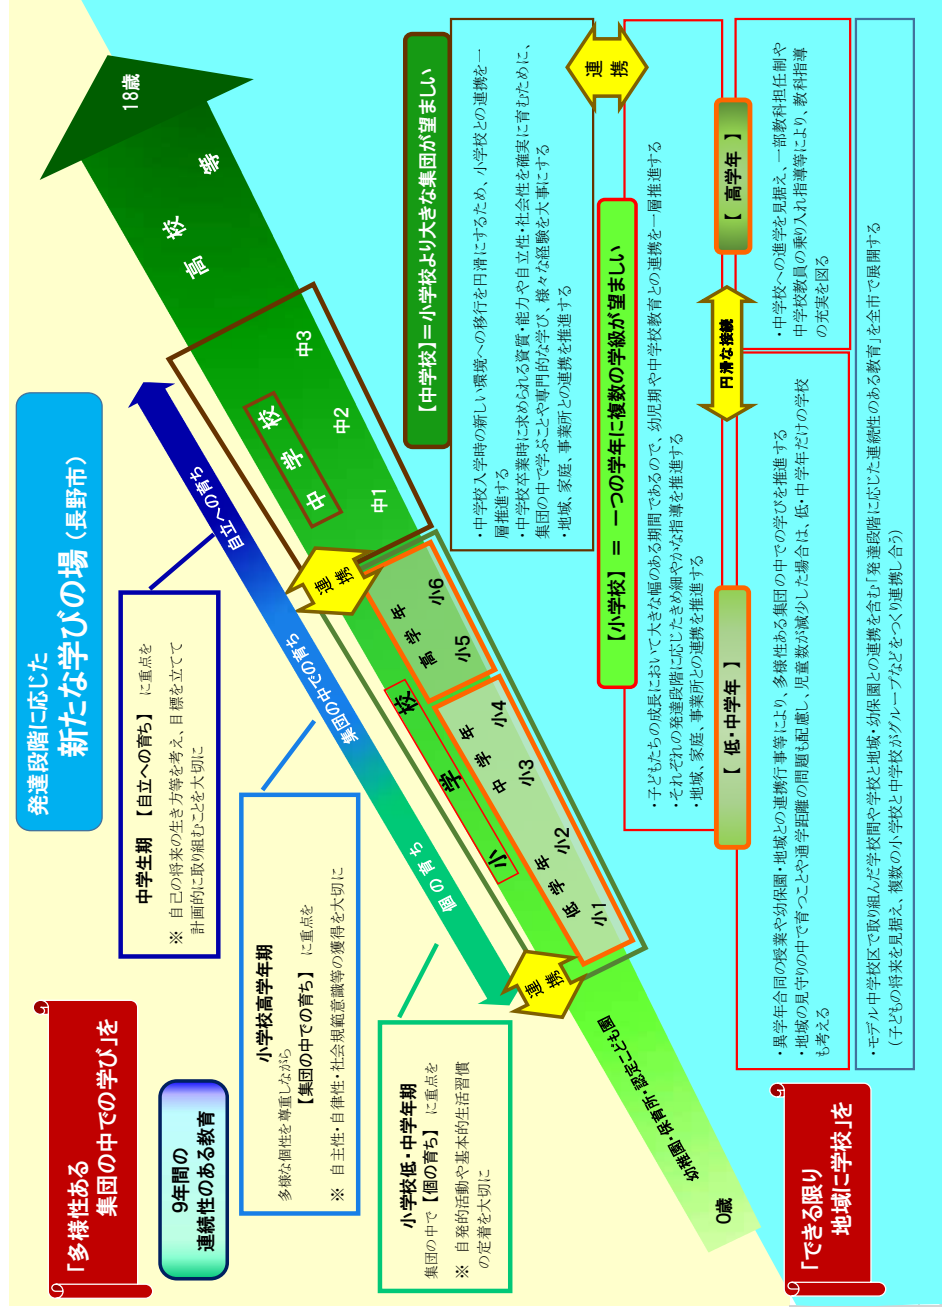 発達段階に応じた
新たな学びの場（長野市）
「多様性ある
集団の中での学び」を
9年間の
連続性のある教育
中学生期　【自立への育ち】　に重点を
※　自己の将来の生き方等を考え、目標を立てて
計画的に取り組むことを大切に
小学校高学年期
多様な個性を尊重しながら
【集団の中での育ち】　に重点を
※　自主性・自律性・社会規範意識等の獲得を大切に
小学校低・中学年期
集団の中で　【個の育ち】　に重点を
※　自発的活動や基本的生活習慣
の定着を大切に
個の育ち
集団の中での育ち
自立への育ち
0歳
幼稚園・保育所・認定こども園
連携
小学校
低学年
小1
小2
中学年
小3
小4
高学年
小5
小6
連携
中学校
中1
中2
中3
高校等
18歳
【中学校】＝小学校より大きな集団が望ましい
・中学校入学時の新しい環境への移行を円滑にするため、小学校との連携を一
層推進する
・中学校卒業時に求められる資質・能力や自立性・社会性を確実に育むために、
集団の中で学ぶことや専門的な学び、様々な経験を大事にする
・地域、家庭、事業所との連携を推進する
連携
【小学校】　＝　一つの学年に複数の学級が望ましい
・子どもたちの成長において大きな幅のある期間であるので、幼児期や中学校教育との連携を一層推進する
・それぞれの発達段階に応じたきめ細やかな指導を推進する
・地域、家庭、事業所との連携を推進する
【　低・中学年　】
・異学年合同の授業や幼保園・地域との連携行事等により、多様性ある集団の中での学びを推進する
・地域の見守りの中で育つことや通学距離の問題も配慮し、児童数が減少した場合は、低・中学年だけの学校
も考える
円滑な接続
【　高学年　】
・中学校への進学を見据え、一部教科担任制や
中学校教員の乗り入れ指導等により、教科指導
の充実を図る
・モデル中学校区で取り組んだ学校間や学校と地域・幼保園との連携を含む「発達段階に応じた連続性のある教育」を全市で展開する
（子どもの将来を見据え、複数の小学校と中学校がグループなどをつくり連携し合う）
「できる限り
地域に学校」を